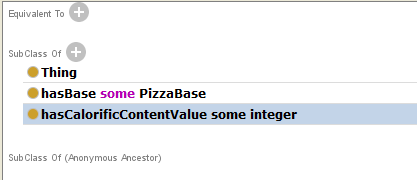 Equivalent To
SubClass Of
Thing
hasBase some PizzaBase
hasCalorificContentValue some integer
SubClass Of (Anonymous Ancestor)